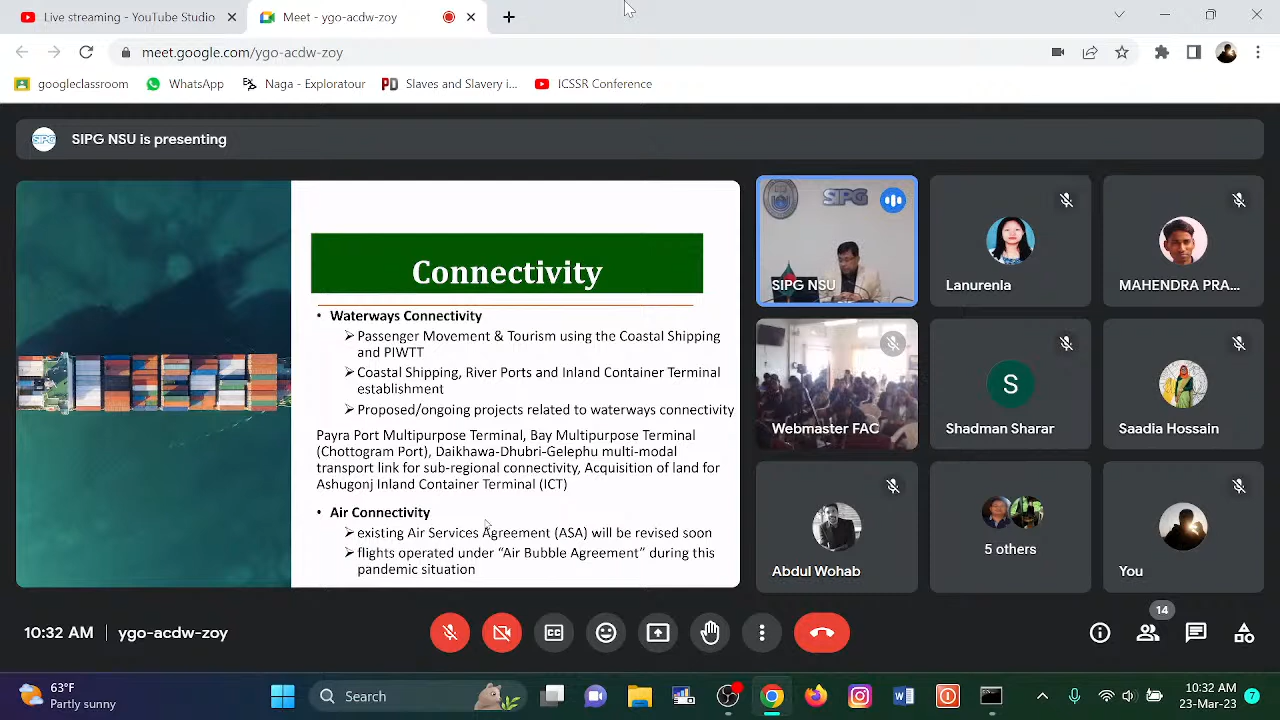 Live streaming - YouTube Studio
Meet - ygo-acdw-zoy
meet.google.com/ygo-acdw-zoy
googleclassroom
WhatsApp
Naga - Exploratour
PD
Slaves and Slavery i...
ICSSR Conference
SIPG
SIPG NSU is presenting
Connectivity
• Waterways Connectivity
➢Passenger Movement & Tourism using the Coastal Shipping
and PIWTT
➢Coastal Shipping, River Ports and Inland Container Terminal
establishment
➢Proposed/ongoing projects related to waterways connectivity
Payra Port Multipurpose Terminal, Bay Multipurpose Terminal
(Chottogram Port), Daikhawa-Dhubri-Gelephu multi-modal
transport link for sub-regional connectivity, Acquisition of land for
Ashugonj Inland Container Terminal (ICT)
• Air Connectivity
➢existing Air Services Agreement (ASA) will be revised soon
➢flights operated under “Air Bubble Agreement” during this
pandemic situation
SIPG
SIPG NSU
Lanurenla
MAHENDRA PRA...
Webmaster FAC
S
Shadman Sharar
Saadia Hossain
Abdul Wohab
5 others
You
10:32 AM
ygo-acdw-zoy
14
63°F
Partly sunny
Search
10:32 AM
23-Mar-23
7